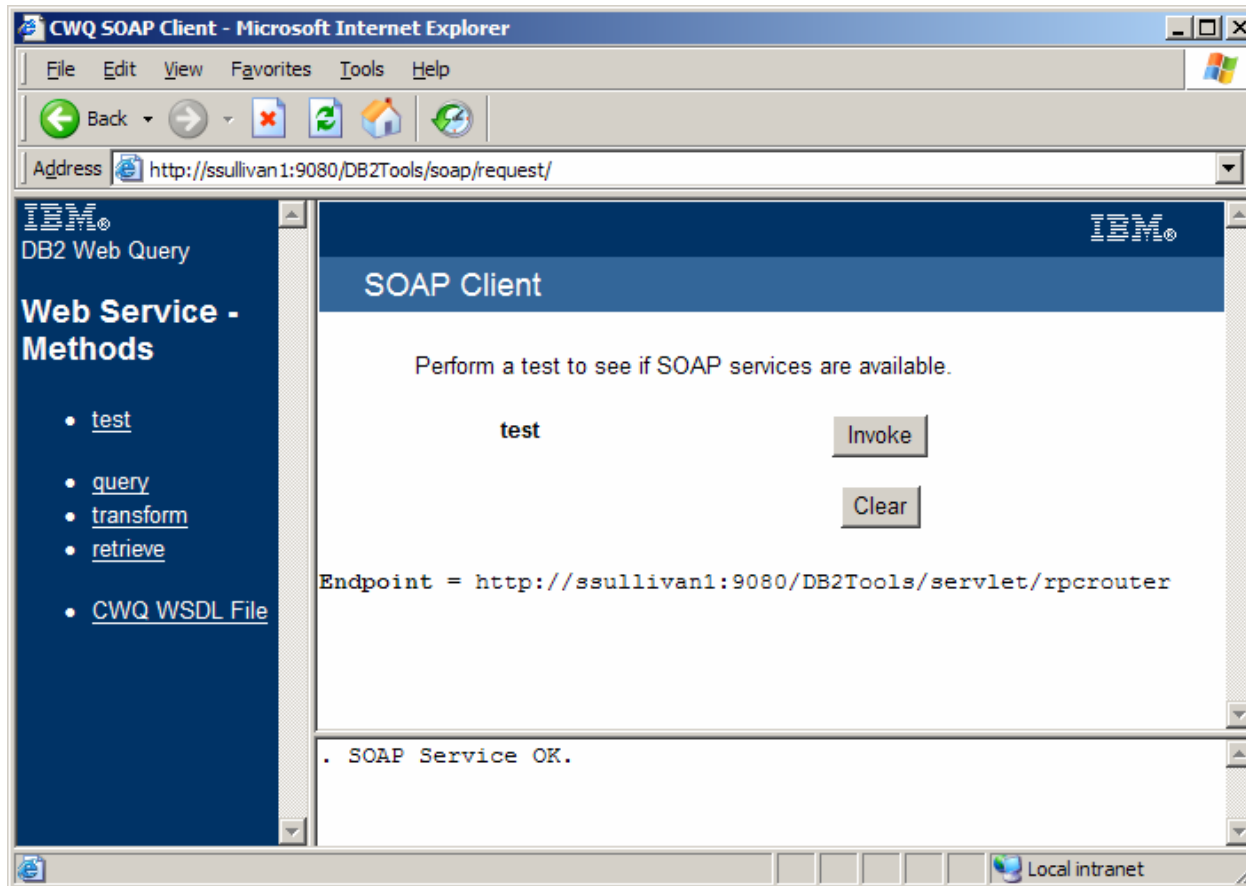 CWQ SOAP Client - Microsoft Internet Explorer
File Edit View Favorites Tools Help
Back
Address http://ssullivan1:9080/DB2Tools/soap/request/
IBM®
DB2 Web Query
Web Service -
Methods
• test
• query
• transform
• retrieve
• CWQ WSDL File
IBM®
SOAP Client
Perform a test to see if SOAP services are available.
test Invoke
Clear
Endpoint = http://ssullivan1:9080/DB2Tools/servlet/rpcrouter
. SOAP Service OK.
Local intranet